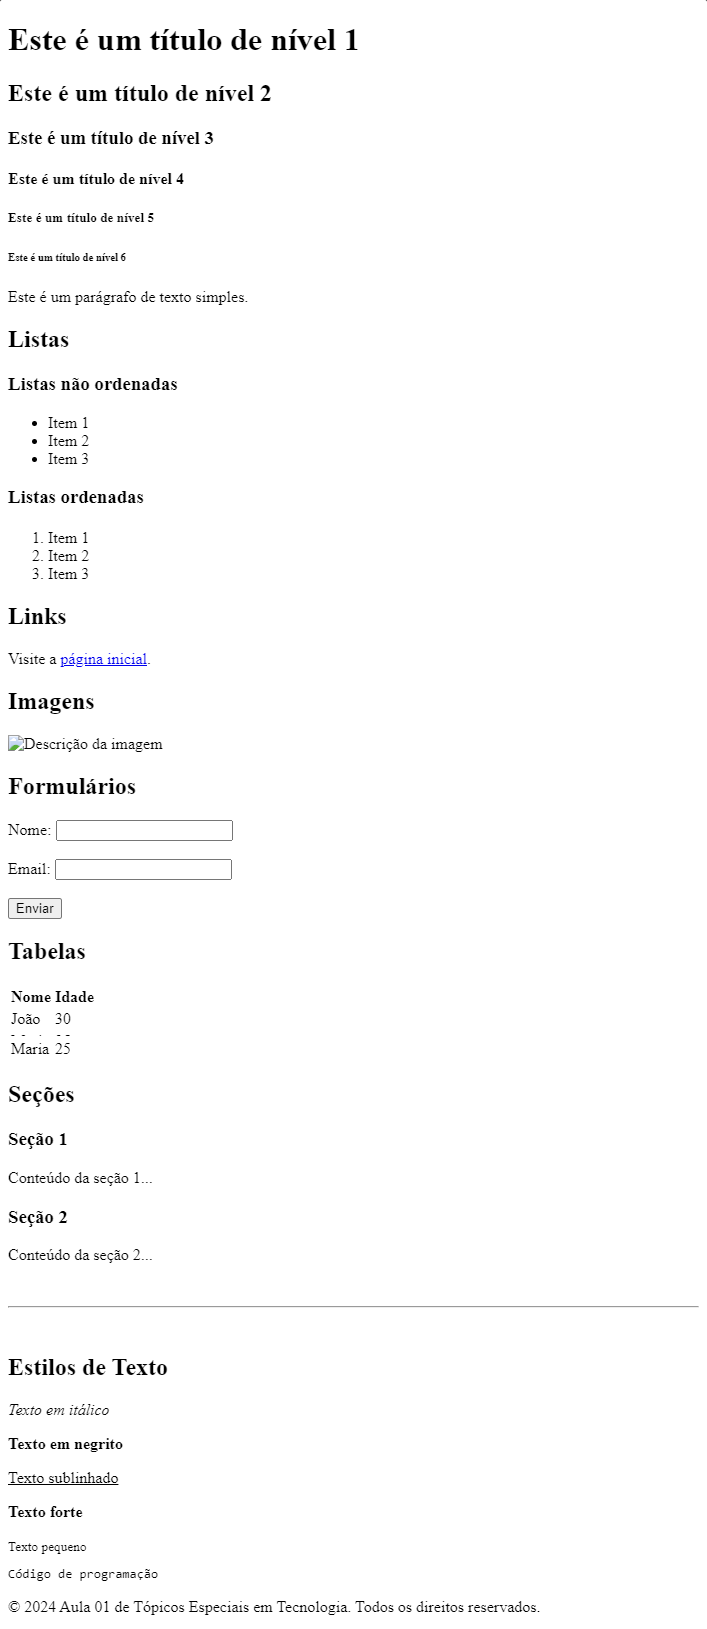 Este é um título de nível 1
Este é um título de nível 2
Este é um título de nível 3
Este é um título de nível 4
Este é um título de nível 5
Este é um título de nível 6
Este é um parágrafo de texto simples.
Listas
Listas não ordenadas
• Item 1
• Item 2
• Item 3
Listas ordenadas
1. Item 1
2. Item 2
3. Item 3
Links
Visite a página inicial.
Imagens
Descrição da imagem
Formulários
Nome:
Email:
Enviar
Tabelas
Nome Idade
João 30
Maria 25
Seções
Seção 1
Conteúdo da seção 1...
Seção 2
Conteúdo da seção 2...
Estilos de Texto
Texto em itálico
Texto em negrito
Texto sublinhado
Texto forte
Texto pequeno
Código de programação
© 2024 Aula 01 de Tópicos Especiais em Tecnologia. Todos os direitos reservados.